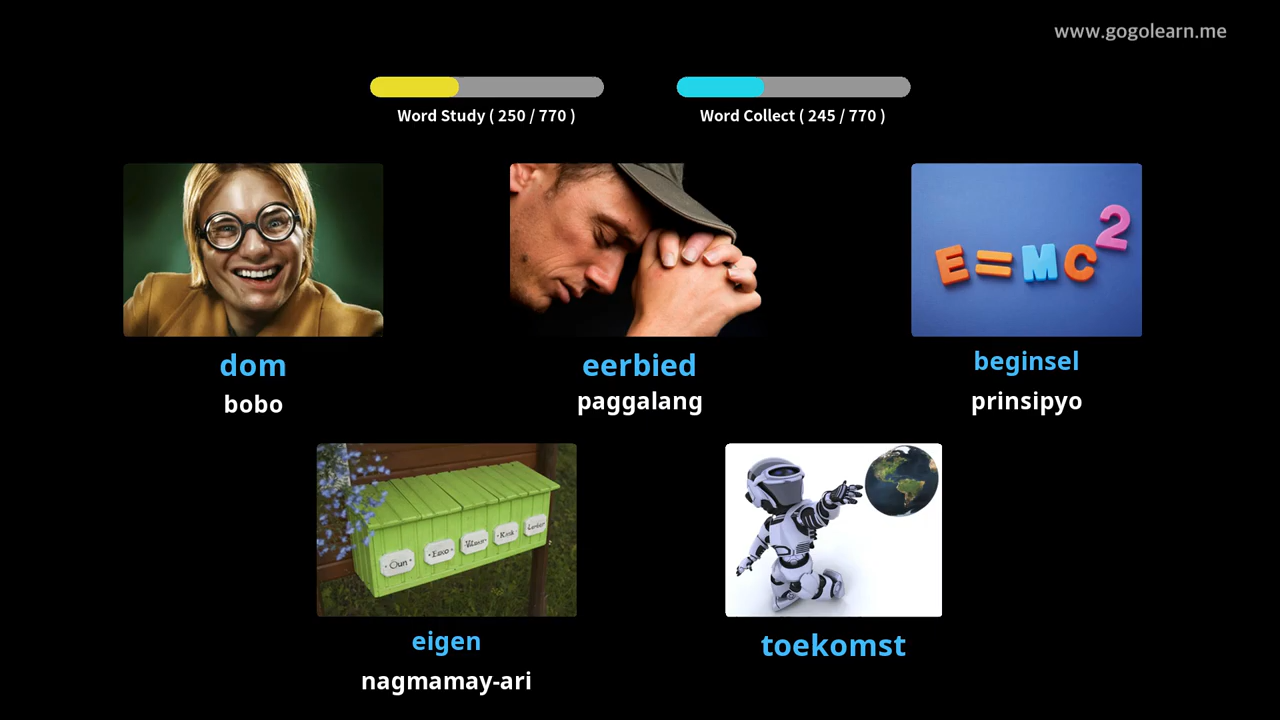 www.gogolearn.me
Word Study ( 250 / 770 )
Word Collect ( 245 / 770 )
E=MC2
dom
bobo
eerbied
paggalang
beginsel
prinsipyo
eigen
nagmamay-ari
toekomst